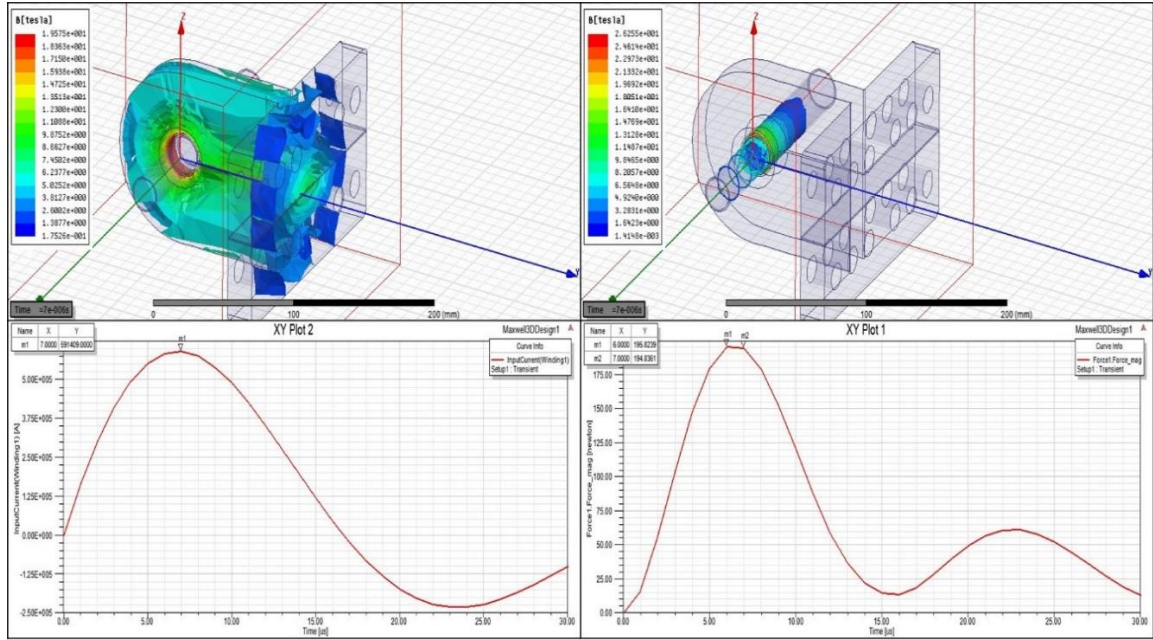 B[tesla]
1.9575e+001
1.8363e+001
1.7150e+001
1.5938e+001
1.4725e+001
1.3513e+001
1.2300e+001
1.1088e+001
9.8752e+000
8.6627e+000
7.4502e+000
6.2377e+000
5.0252e+000
3.8127e+000
2.6002e+000
1.3877e+000
1.7526e-001
Z
Y
Time =7e-006s
0 100 200 (mm)
B[tesla]
2.6255e+001
2.4614e+001
2.2973e+001
2.1332e+001
1.9692e+001
1.8051e+001
1.6410e+001
1.4769e+001
1.3128e+001
1.1487e+001
9.8465e+000
8.2057e+000
6.5648e+000
4.9240e+000
3.2831e+000
1.6423e+000
1.4148e-003
Z
Y
Time =7e-006s
0 100 200 (mm)
XY Plot 2
Maxwell3DDesign1
Name X Y
m1 7.0000 591409.0000
Curve Info
InputCurrent(Winding1)
Setup1 : Transient
m1
InputCurrent(Winding1) [A]
5.00E+005
3.75E+005
2.50E+005
1.25E+005
0.00E+000
-1.25E+005
-2.50E+005
0.00 5.00 10.00 15.00 20.00 25.00 30.00
Time [us]
XY Plot 1
Maxwell3DDesign1
Name X Y
m1 6.0000 195.8239
m2 7.0000 194.8361
Curve Info
Force1.Force_mag
Setup1 : Transient
m1 m2
Force1.Force_mag [newton]
175.00
150.00
125.00
100.00
75.00
50.00
25.00
0.00
0.00 5.00 10.00 15.00 20.00 25.00 30.00
Time [us]